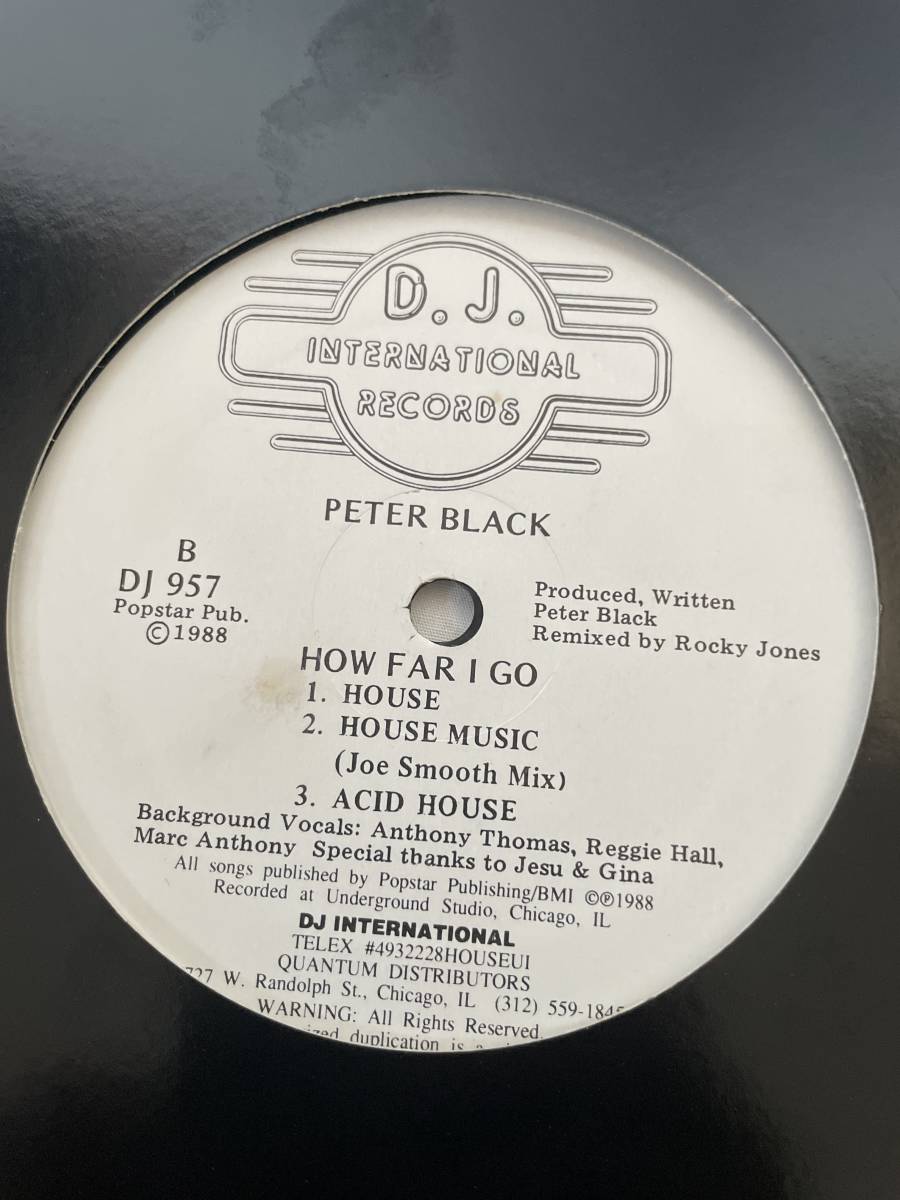 D. J.
INTERNATIONAL
RECORDS
PETER BLACK
B
DJ 957
Popstar Pub.
©1988
Produced, Written
Peter Black
Remixed by Rocky Jones
HOW FAR I GO
1. HOUSE
2. HOUSE MUSIC
(Joe Smooth Mix)
3. ACID HOUSE
Background Vocals: Anthony Thomas, Reggie Hall,
Marc Anthony Special thanks to Jesu & Gina
All songs published by Popstar Publishing/BMI ©℗1988
Recorded at Underground Studio, Chicago, IL
DJ INTERNATIONAL
TELEX #4932228HOUSEUI
QUANTUM DISTRIBUTORS
727 W. Randolph St., Chicago, IL (312) 559-1845
WARNING: All Rights Reserved.
duplication is